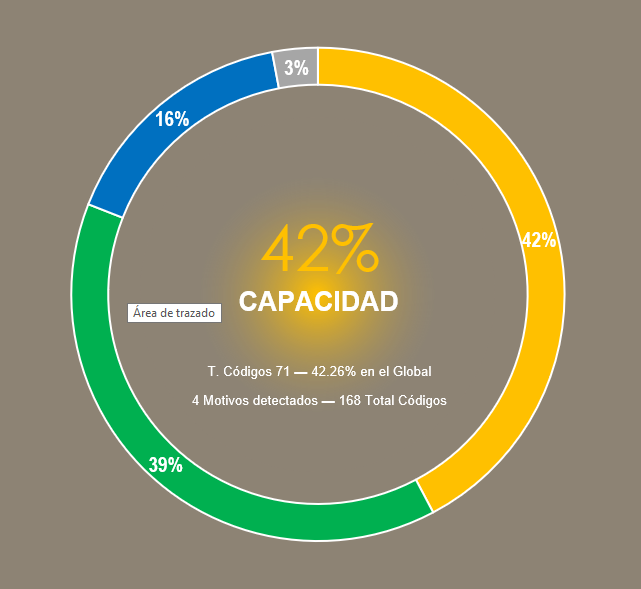 3%
16%
42%
42%
CAPACIDAD
Área de trazado
T. Códigos 71 — 42.26% en el Global
4 Motivos detectados — 168 Total Códigos
39%